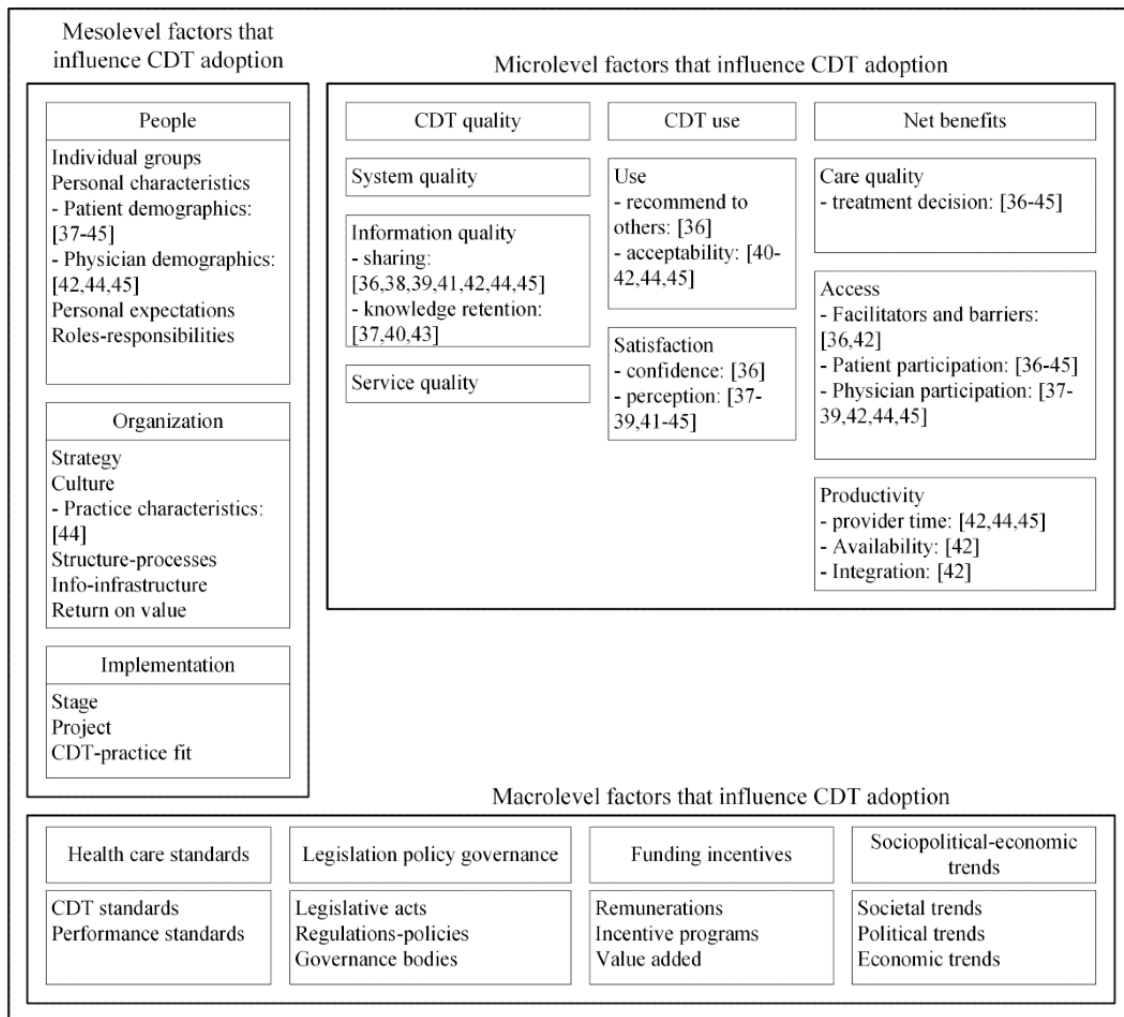 Mesolevel factors that
influence CDT adoption
People
Individual groups
Personal characteristics
- Patient demographics:
[37-45]
- Physician demographics:
[42,44,45]
Personal expectations
Roles-responsibilities
Organization
Strategy
Culture
- Practice characteristics:
[44]
Structure-processes
Info-infrastructure
Return on value
Implementation
Stage
Project
CDT-practice fit
Microlevel factors that influence CDT adoption
CDT quality
System quality
Information quality
- sharing:
[36,38,39,41,42,44,45]
- knowledge retention:
[37,40,43]
Service quality
CDT use
Use
- recommend to
others: [36]
- acceptability: [40-
42,44,45]
Satisfaction
- confidence: [36]
- perception: [37-
39,41-45]
Net benefits
Care quality
- treatment decision: [36-45]
Access
- Facilitators and barriers:
[36,42]
- Patient participation: [36-45]
- Physician participation: [37-
39,42,44,45]
Productivity
- provider time: [42,44,45]
- Availability: [42]
- Integration: [42]
Macrolevel factors that influence CDT adoption
Health care standards
CDT standards
Performance standards
Legislation policy governance
Legislative acts
Regulations-policies
Governance bodies
Funding incentives
Remunerations
Incentive programs
Value added
Sociopolitical-economic
trends
Societal trends
Political trends
Economic trends